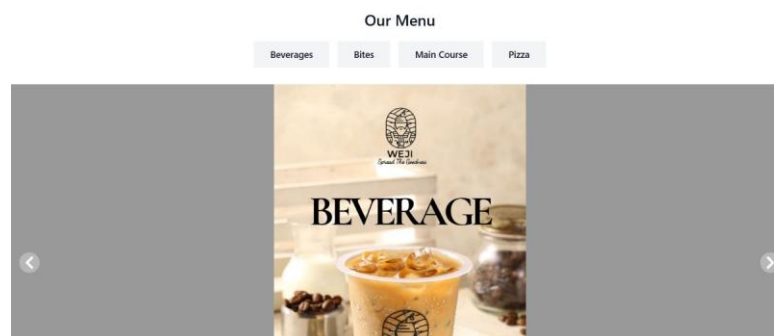 Our Menu
Beverages Bites Main Course Pizza
WEJI
Spread The Goodness
BEVERAGE